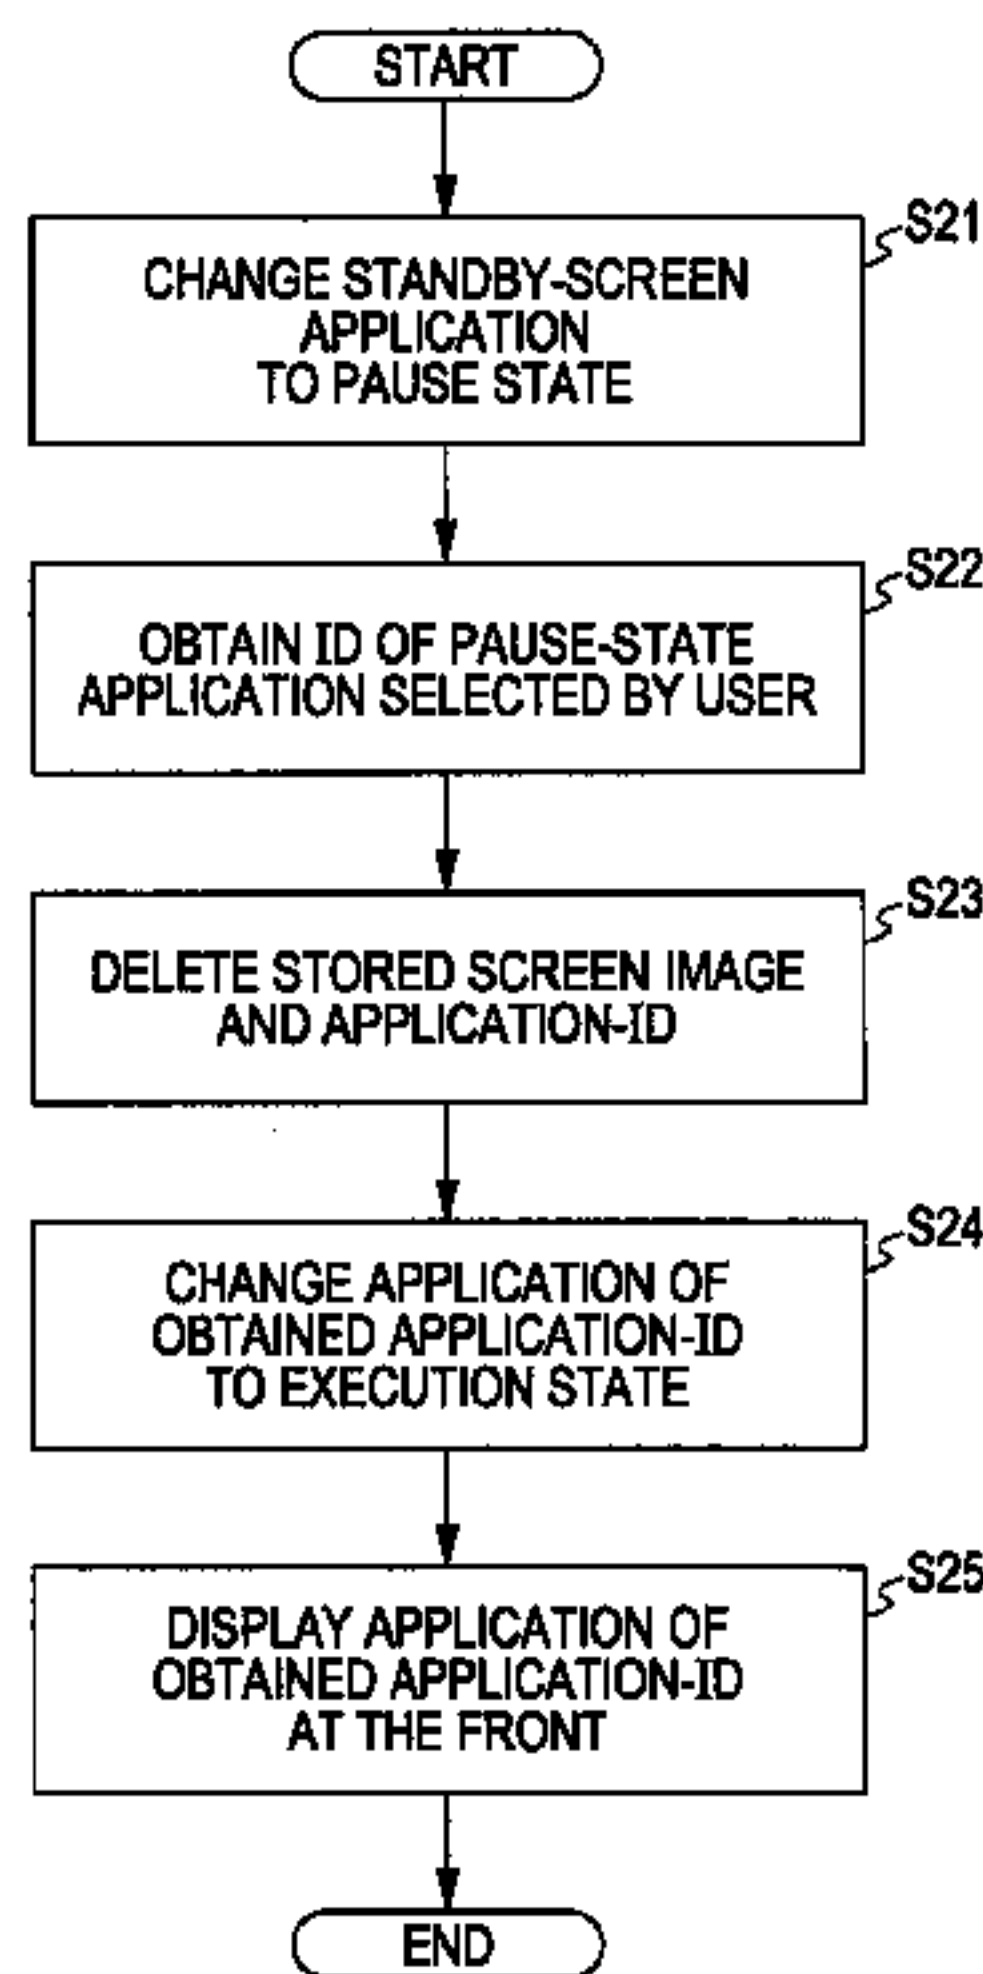 START
S21
CHANGE STANDBY-SCREEN
APPLICATION
TO PAUSE STATE
S22
OBTAIN ID OF PAUSE-STATE
APPLICATION SELECTED BY USER
S23
DELETE STORED SCREEN IMAGE
AND APPLICATION-ID
S24
CHANGE APPLICATION OF
OBTAINED APPLICATION-ID
TO EXECUTION STATE
S25
DISPLAY APPLICATION OF
OBTAINED APPLICATION-ID
AT THE FRONT
END